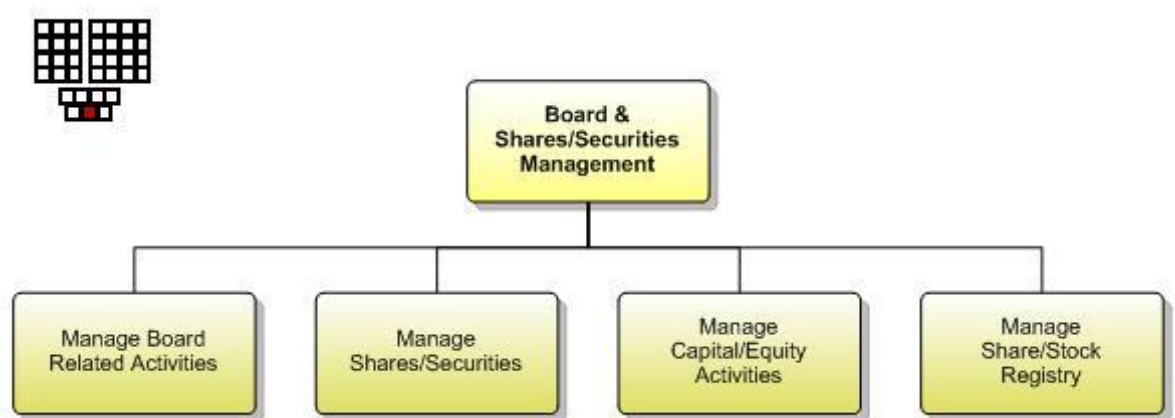 Board &
Shares/Securities
Management
Manage Board
Related Activities
Manage
Shares/Securities
Manage
Capital/Equity
Activities
Manage
Share/Stock
Registry